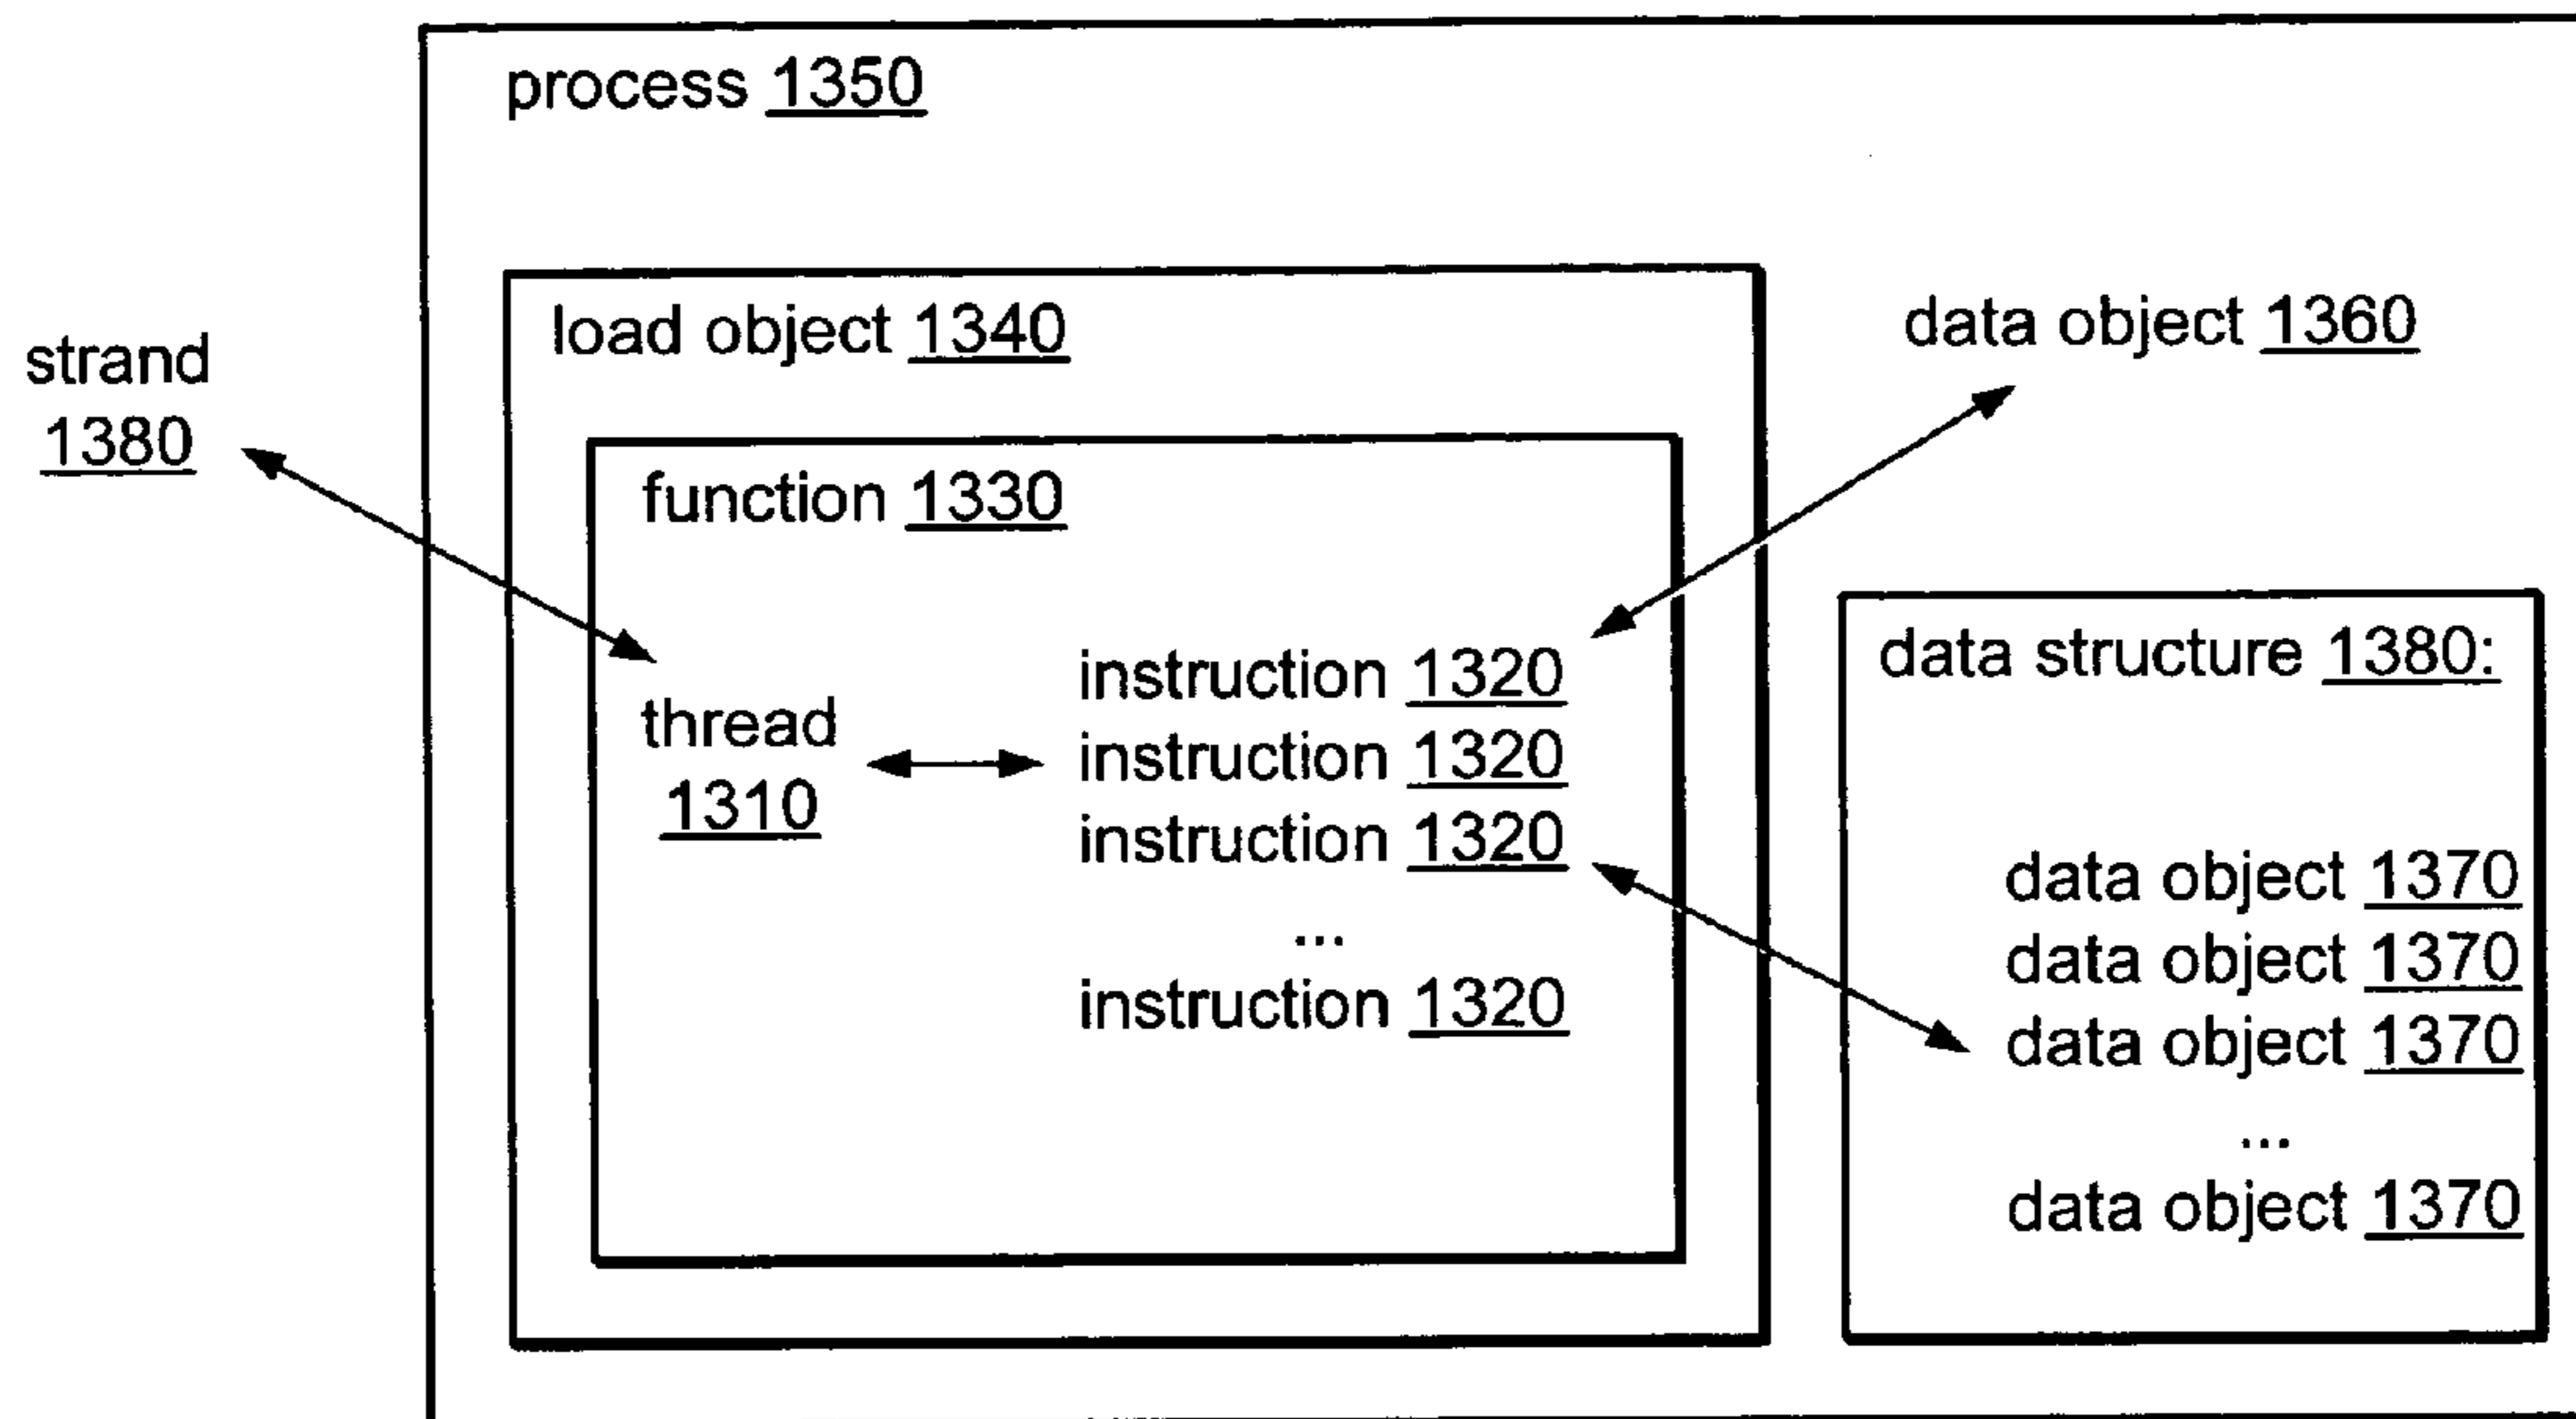 process 1350
strand
1380
load object 1340
data object 1360
function 1330
thread
1310
instruction 1320
instruction 1320
instruction 1320
...
instruction 1320
data structure 1380:
data object 1370
data object 1370
data object 1370
...
data object 1370